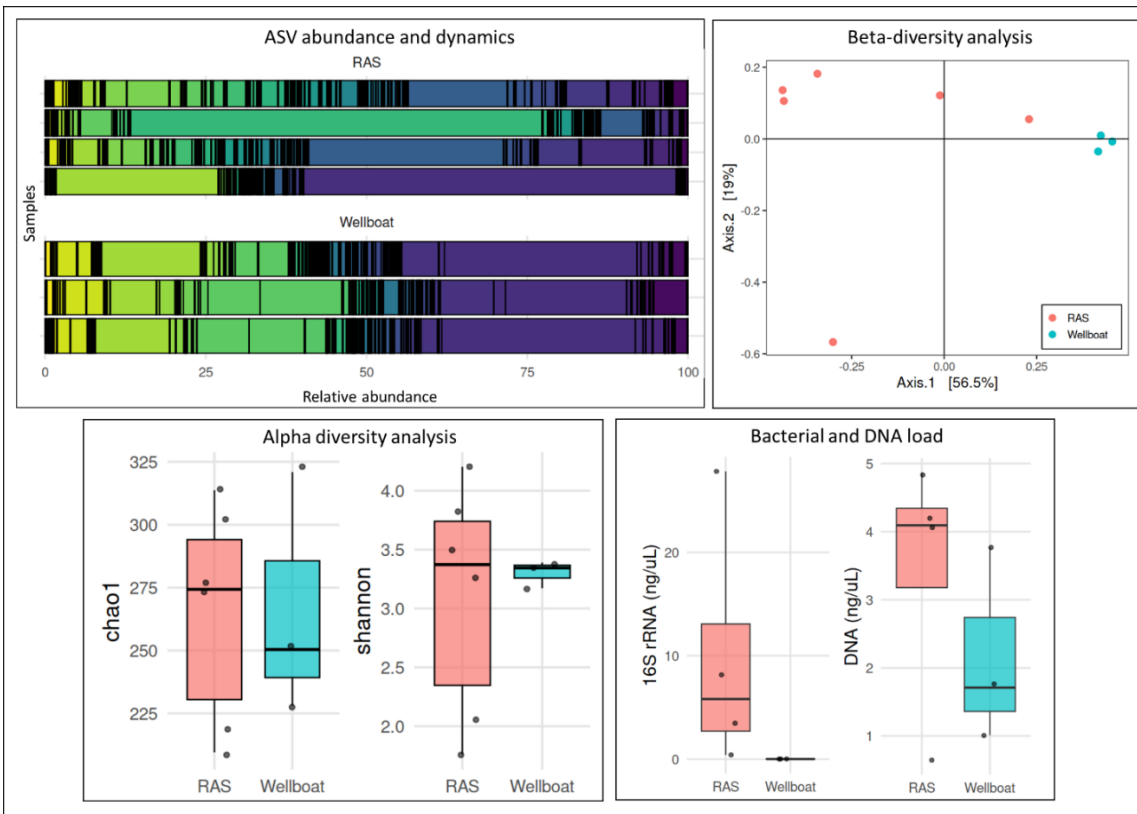 ASV abundance and dynamics
RAS
Samples
Wellboat
0 25 50 75 100
Relative abundance
Beta-diversity analysis
0.2
0.0
-0.2
-0.4
-0.6
Axis.2 [19%]
RAS
Wellboat
-0.25 0.00 0.25
Axis.1 [56.5%]
Alpha diversity analysis
chao1
325
300
275
250
225
RAS Wellboat
shannon
4.0
3.5
3.0
2.5
2.0
RAS Wellboat
Bacterial and DNA load
16S rRNA (ng/uL)
20
10
0
RAS Wellboat
DNA (ng/uL)
5
4
3
2
1
RAS Wellboat